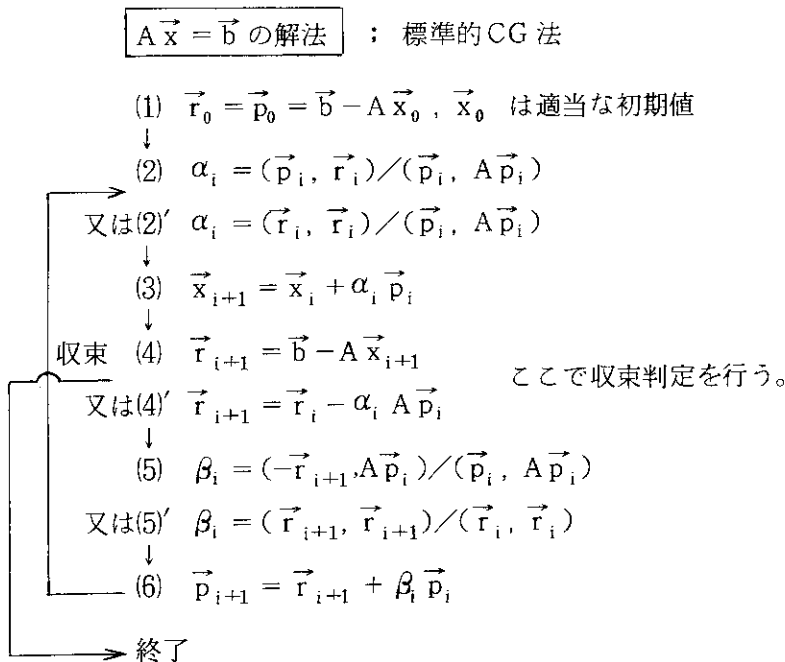 A x⃗ = b⃗ の解法 ; 標準的CG 法
(1) r⃗₀ = p⃗₀ = b⃗ − A x⃗₀ , x⃗₀ は適当な初期値
↓
(2) αᵢ = (p⃗ᵢ, r⃗ᵢ)／(p⃗ᵢ, A p⃗ᵢ)
又は(2)′ αᵢ = (r⃗ᵢ, r⃗ᵢ)／(p⃗ᵢ, A p⃗ᵢ)
↓
(3) x⃗ᵢ₊₁ = x⃗ᵢ + αᵢ p⃗ᵢ
↓
収束 (4) r⃗ᵢ₊₁ = b⃗ − A x⃗ᵢ₊₁
ここで収束判定を行う。
又は(4)′ r⃗ᵢ₊₁ = r⃗ᵢ − αᵢ A p⃗ᵢ
↓
(5) βᵢ = (−r⃗ᵢ₊₁,A p⃗ᵢ)／(p⃗ᵢ, A p⃗ᵢ)
又は(5)′ βᵢ = (r⃗ᵢ₊₁, r⃗ᵢ₊₁)／(r⃗ᵢ, r⃗ᵢ)
↓
(6) p⃗ᵢ₊₁ = r⃗ᵢ₊₁ + βᵢ p⃗ᵢ
→ 終了